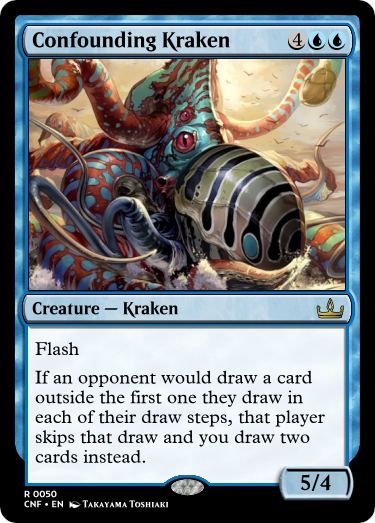 Confounding Kraken 4
Creature — Kraken
Flash
If an opponent would draw a card
outside the first one they draw in
each of their draw steps, that player
skips that draw and you draw two
cards instead.
5/4
R 0050
CNF • EN Takayama Toshiaki